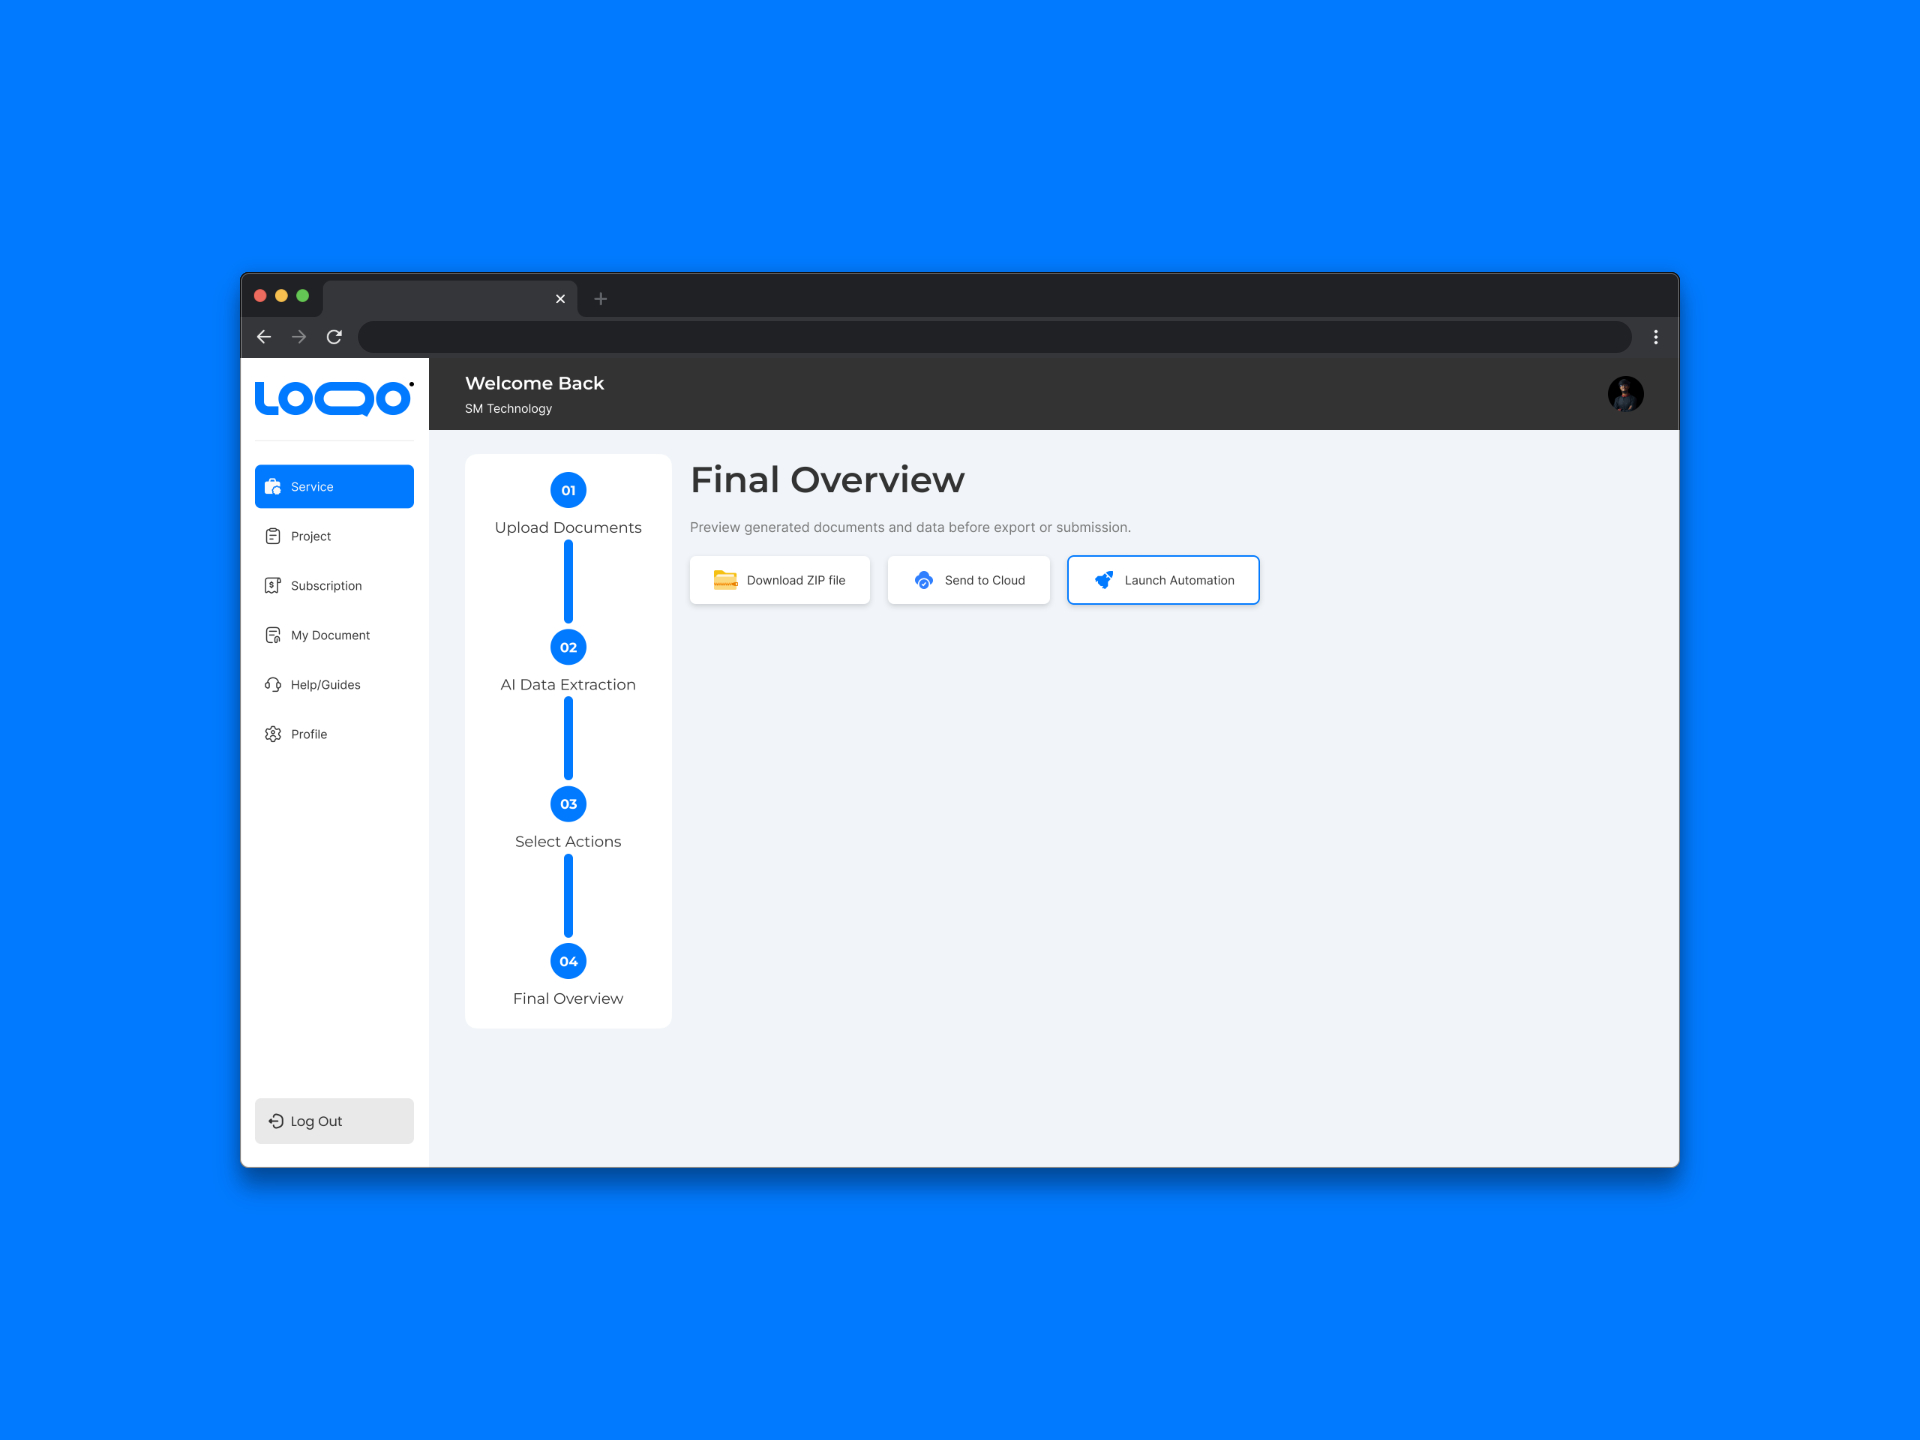 LOQO
Welcome Back
SM Technology
Service
Project
Subscription
My Document
Help/Guides
Profile
Log Out
01
Upload Documents
02
AI Data Extraction
03
Select Actions
04
Final Overview
Final Overview
Preview generated documents and data before export or submission.
Download ZIP file
Send to Cloud
Launch Automation